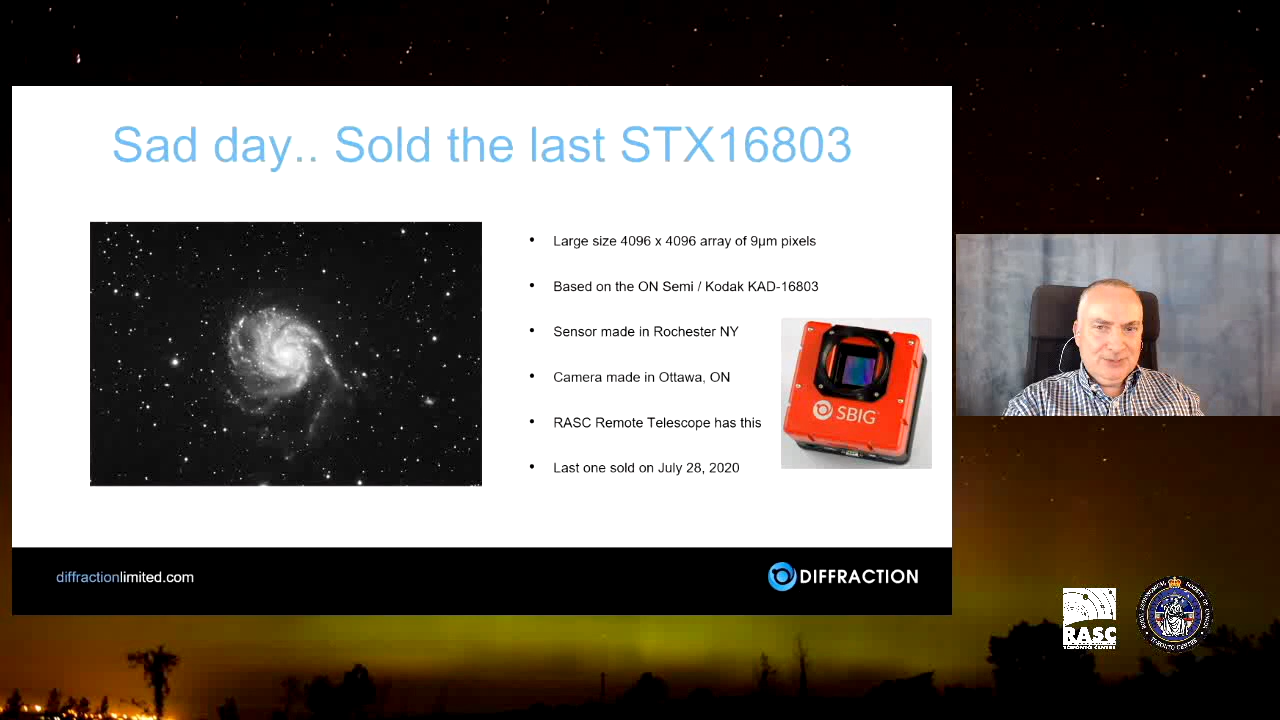 Sad day.. Sold the last STX16803
• Large size 4096 x 4096 array of 9µm pixels
• Based on the ON Semi / Kodak KAD-16803
• Sensor made in Rochester NY
• Camera made in Ottawa, ON
• RASC Remote Telescope has this
• Last one sold on July 28, 2020
SBIG
diffractionlimited.com
DIFFRACTION
RASC
TORONTO CENTRE